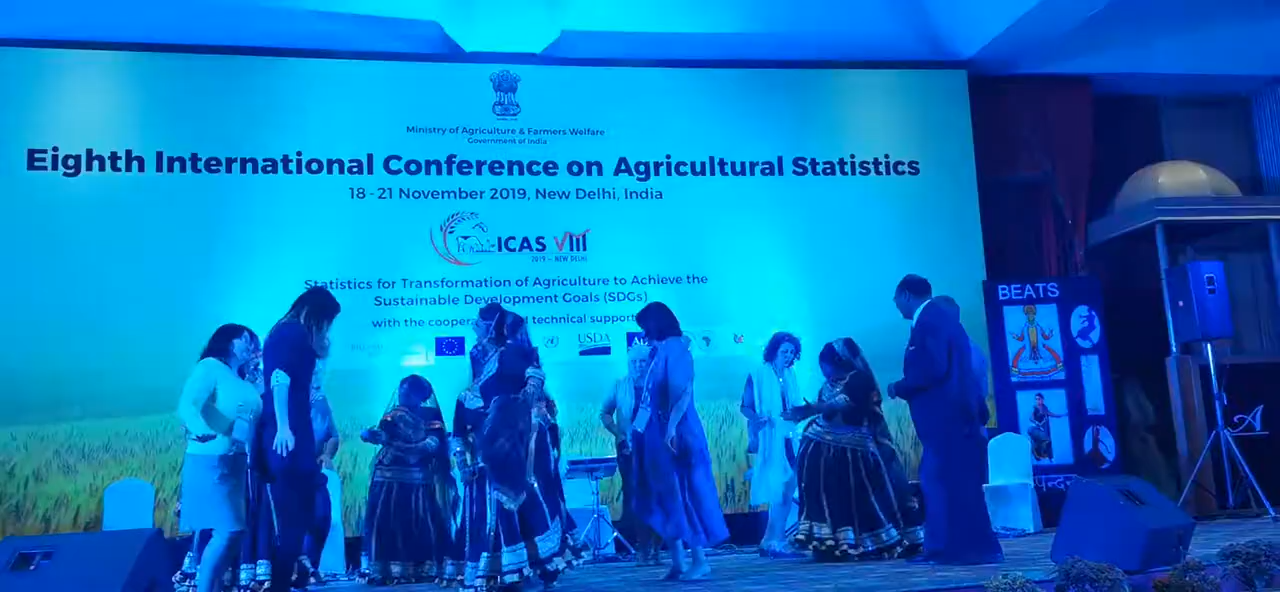 Ministry of Agriculture & Farmers Welfare
Government of India
Eighth International Conference on Agricultural Statistics
18 - 21 November 2019, New Delhi, India
ICAS VIII
2019 - NEW DELHI
Statistics for Transformation of Agriculture to Achieve the
Sustainable Development Goals (SDGs)
with the technical support
USDA
BEATS
A